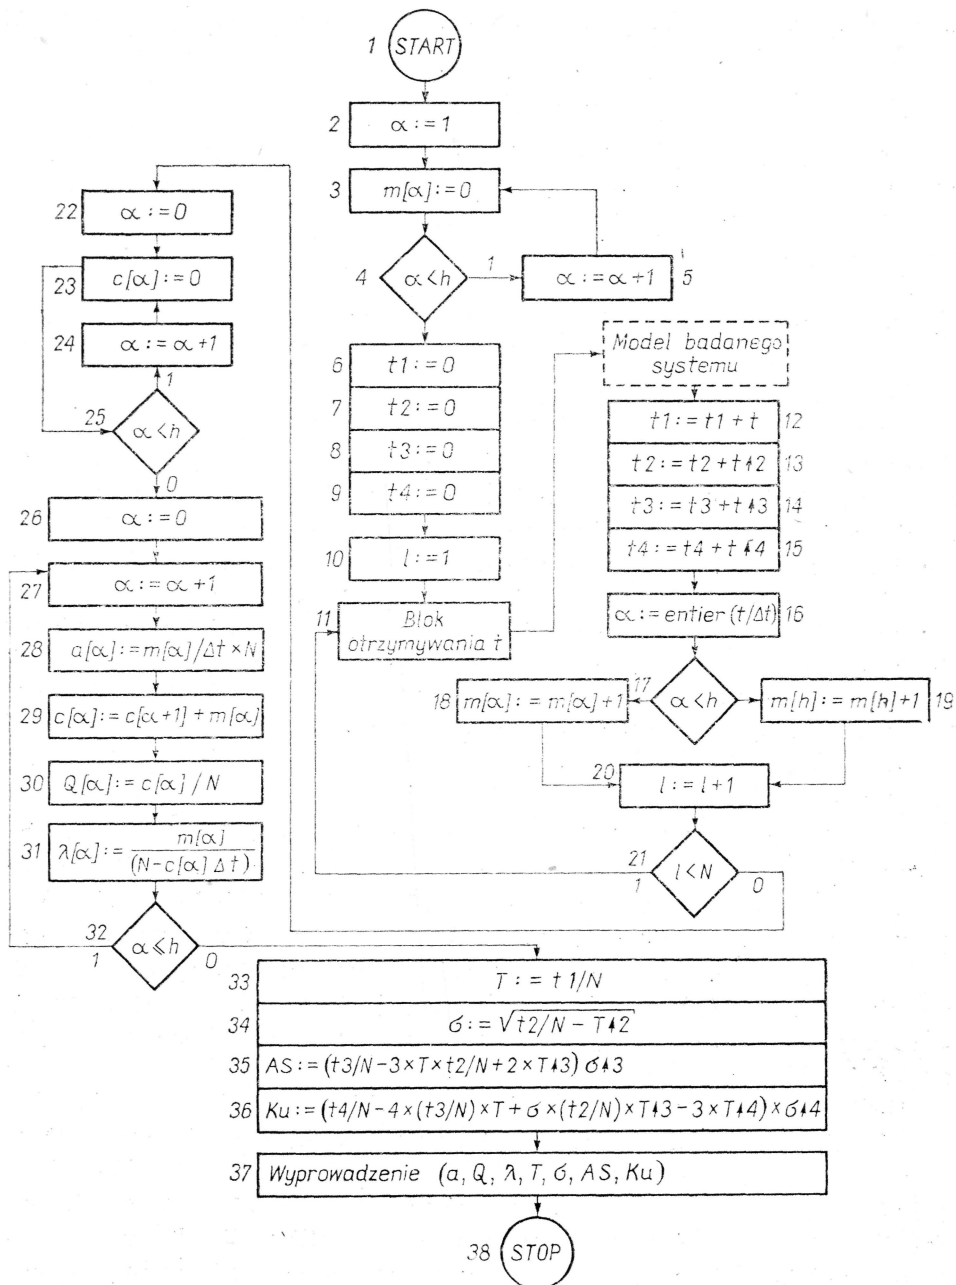 1 START
2 α := 1
3 m[α] := 0
4 α < h 1
α := α + 1 5
6 t1 := 0
7 t2 := 0
8 t3 := 0
9 t4 := 0
10 l := 1
11 Blok
otrzymywania t
Model badanego
systemu
t1 := t1 + t 12
t2 := t2 + t↑2 13
t3 := t3 + t↑3 14
t4 := t4 + t↑4 15
α := entier (t/Δt) 16
17 α < h
18 m[α] := m[α] + 1
m[h] := m[h] + 1 19
20 l := l + 1
21 l < N
1 0
22 α := 0
23 c[α] := 0
24 α := α + 1
1
25 α < h
0
26 α := 0
27 α := α + 1
28 a[α] := m[α] / Δt × N
29 c[α] := c[α + 1] + m[α]
30 Q[α] := c[α] / N
31 λ[α] := m[α] / (N − c[α] Δt)
32 α ⩽ h
1 0
33 T := t1/N
34 σ := √t2/N − T↑2
35 AS := (t3/N − 3 × T × t2/N + 2 × T↑3) σ↑3
36 Ku := (t4/N − 4 × (t3/N) × T + σ × (t2/N) × T↑3 − 3 × T↑4) × σ↑4
37 Wyprowadzenie (a, Q, λ, T, σ, AS, Ku)
38 STOP